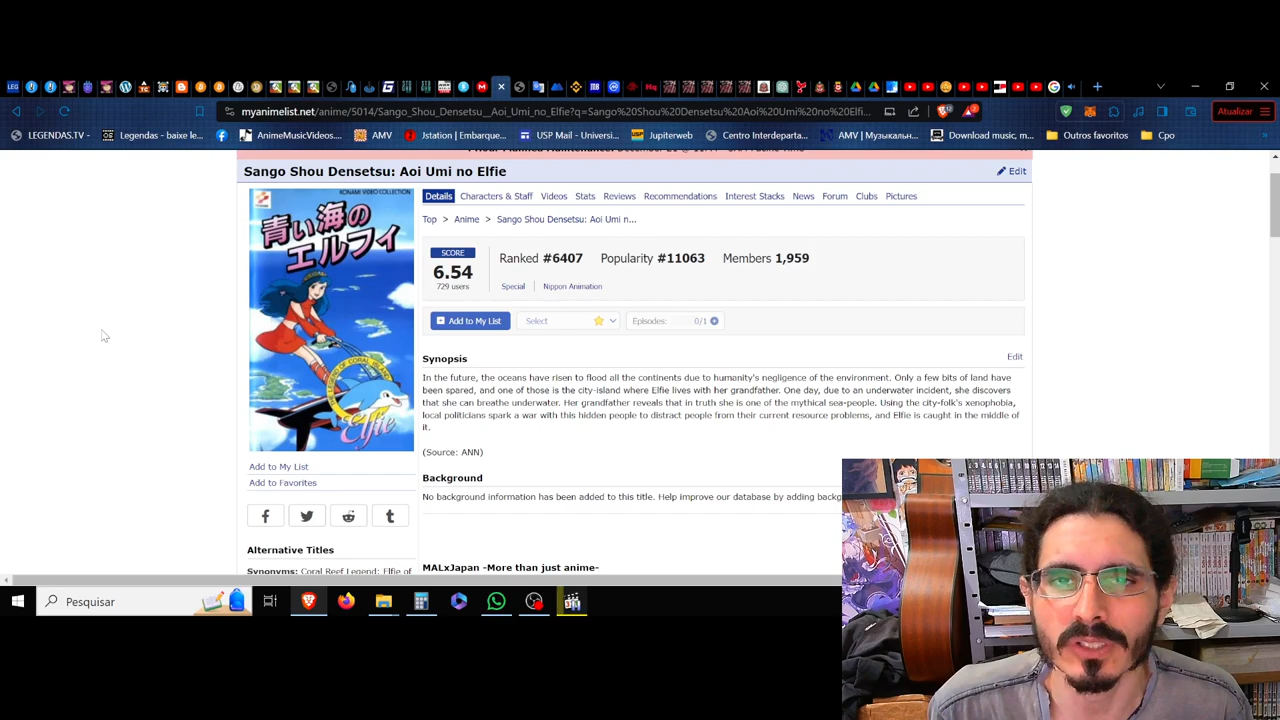 myanimelist.net/anime/5014/Sango_Shou_Densetsu__Aoi_Umi_no_Elfie?q=Sango%20Shou%20Densetsu%20Aoi%20Umi%20no%20Elfi...
Atualizar
LEGENDAS.TV -
Legendas - baixe le...
AnimeMusicVideos....
AMV
Jstation | Embarque...
USP Mail - Universi...
Jupiterweb
Centro Interdeparta...
AMV | Музыкальн...
Download music, m...
Outros favoritos
Cpo
Sango Shou Densetsu: Aoi Umi no Elfie
Edit
KONAMI VIDEO COLLECTION
青い海の
エルフィ
Elfie
Details Characters & Staff Videos Stats Reviews Recommendations Interest Stacks News Forum Clubs Pictures
Top > Anime > Sango Shou Densetsu: Aoi Umi n...
SCORE
6.54
729 users
Ranked #6407 Popularity #11063 Members 1,959
Special Nippon Animation
Add to My List Select Episodes: 0/1
Synopsis
Edit
In the future, the oceans have risen to flood all the continents due to humanity's negligence of the environment. Only a few bits of land have
been spared, and one of those is the city-island where Elfie lives with her grandfather. One day, due to an underwater incident, she discovers
that she can breathe underwater. Her grandfather reveals that in truth she is one of the mythical sea-people. Using the city-folk's xenophobia,
local politicians spark a war with this hidden people to distract people from their current resource problems, and Elfie is caught in the middle of
it.
(Source: ANN)
Background
No background information has been added to this title. Help improve our database by adding backg
MALxJapan -More than just anime-
Add to My List
Add to Favorites
Alternative Titles
Synonyms: Coral Reef Legend: Elfie of
Pesquisar